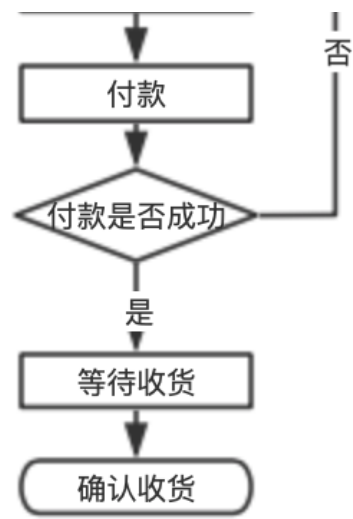 否
付款
付款是否成功
是
等待收货
确认收货